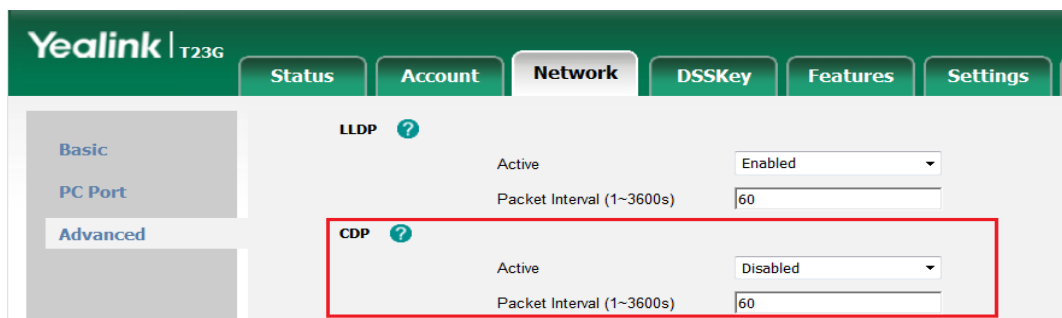 Yealink | T23G
Status Account Network DSSKey Features Settings
Basic
PC Port
Advanced
LLDP ?
Active Enabled
Packet Interval (1~3600s) 60
CDP ?
Active Disabled
Packet Interval (1~3600s) 60